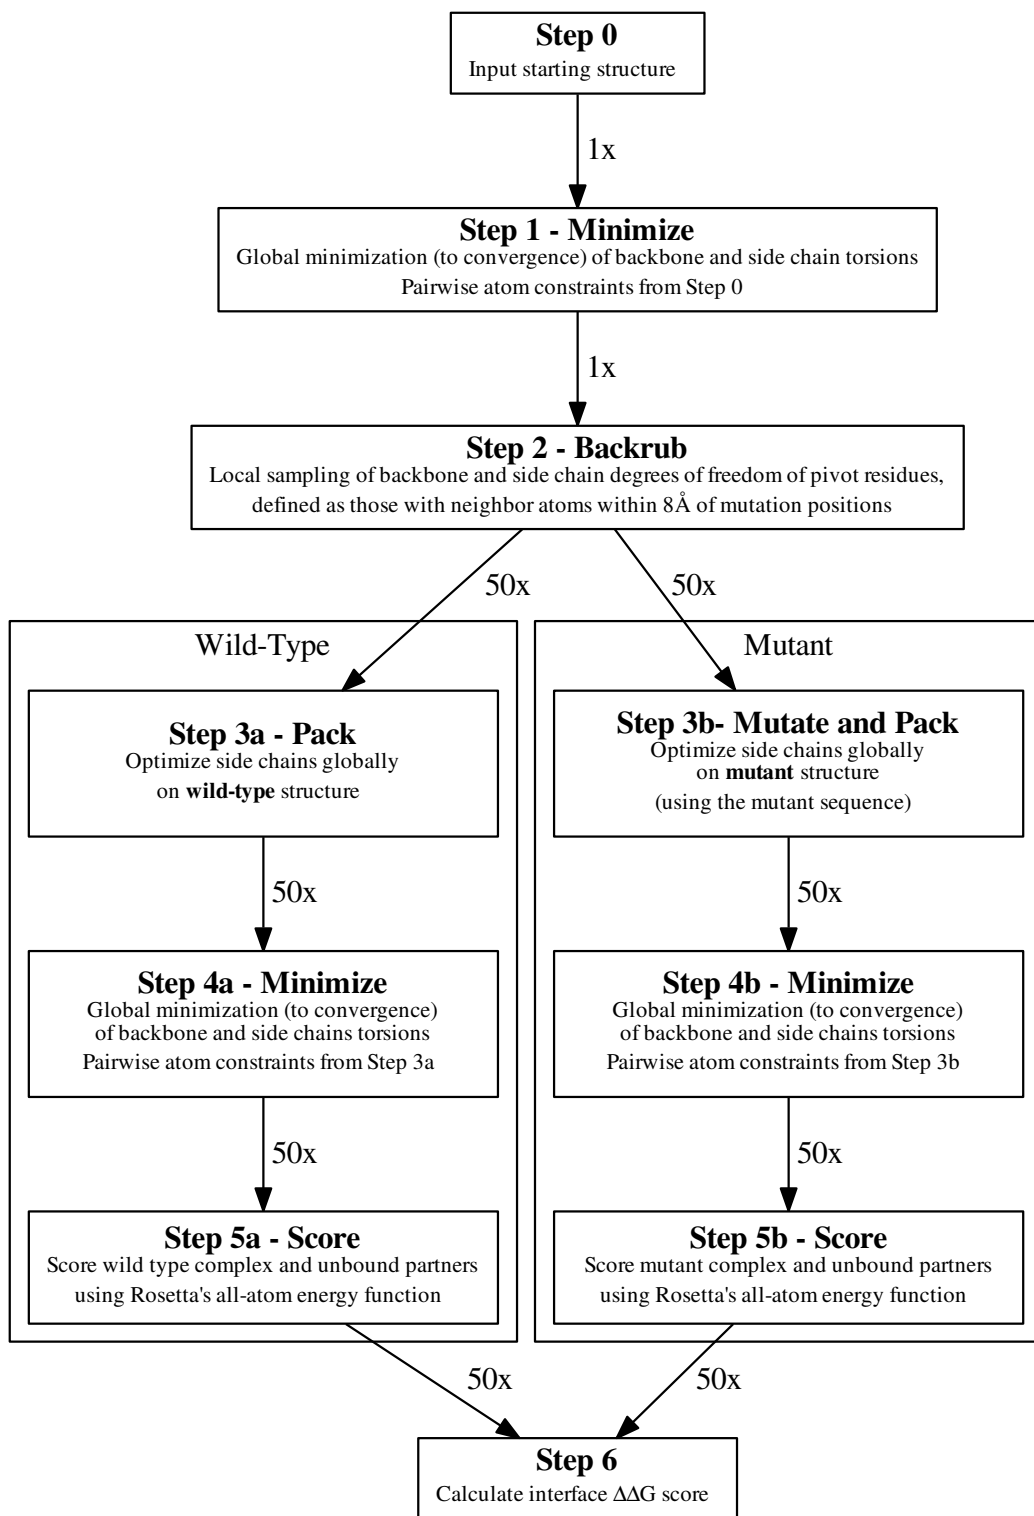 Step 0
Input starting structure
1x
Step 1 - Minimize
Global minimization (to convergence) of backbone and side chain torsions
Pairwise atom constraints from Step 0
1x
Step 2 - Backrub
Local sampling of backbone and side chain degrees of freedom of pivot residues,
defined as those with neighbor atoms within 8Å of mutation positions
50x
50x
Wild-Type
Step 3a - Pack
Optimize side chains globally
on wild-type structure
50x
Step 4a - Minimize
Global minimization (to convergence)
of backbone and side chains torsions
Pairwise atom constraints from Step 3a
50x
Step 5a - Score
Score wild type complex and unbound partners
using Rosetta's all-atom energy function
50x
Mutant
Step 3b- Mutate and Pack
Optimize side chains globally
on mutant structure
(using the mutant sequence)
50x
Step 4b - Minimize
Global minimization (to convergence)
of backbone and side chains torsions
Pairwise atom constraints from Step 3b
50x
Step 5b - Score
Score mutant complex and unbound partners
using Rosetta's all-atom energy function
50x
Step 6
Calculate interface ΔΔG score